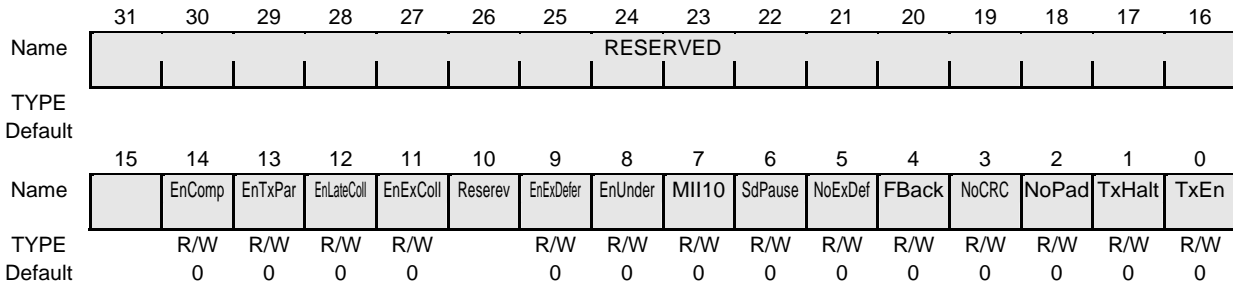 31 30 29 28 27 26 25 24 23 22 21 20 19 18 17 16
Name RESERVED
TYPE
Default
15 14 13 12 11 10 9 8 7 6 5 4 3 2 1 0
Name EnComp EnTxPar EnLateColl EnExColl Reserev EnExDefer EnUnder MII10 SdPause NoExDef FBack NoCRC NoPad TxHalt TxEn
TYPE R/W R/W R/W R/W R/W R/W R/W R/W R/W R/W R/W R/W R/W R/W
Default 0 0 0 0 0 0 0 0 0 0 0 0 0 0